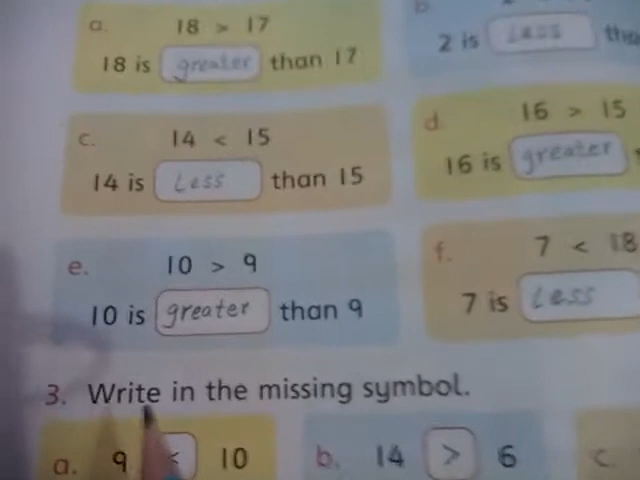 a. 18 > 17
18 is greater than 17
b.
2 is Less
c. 14 < 15
14 is Less than 15
d. 16 > 15
16 is greater
e. 10 > 9
10 is greater than 9
f. 7 < 18
7 is Less
3. Write in the missing symbol.
a. 9 < 10
b. 14 > 6
c.